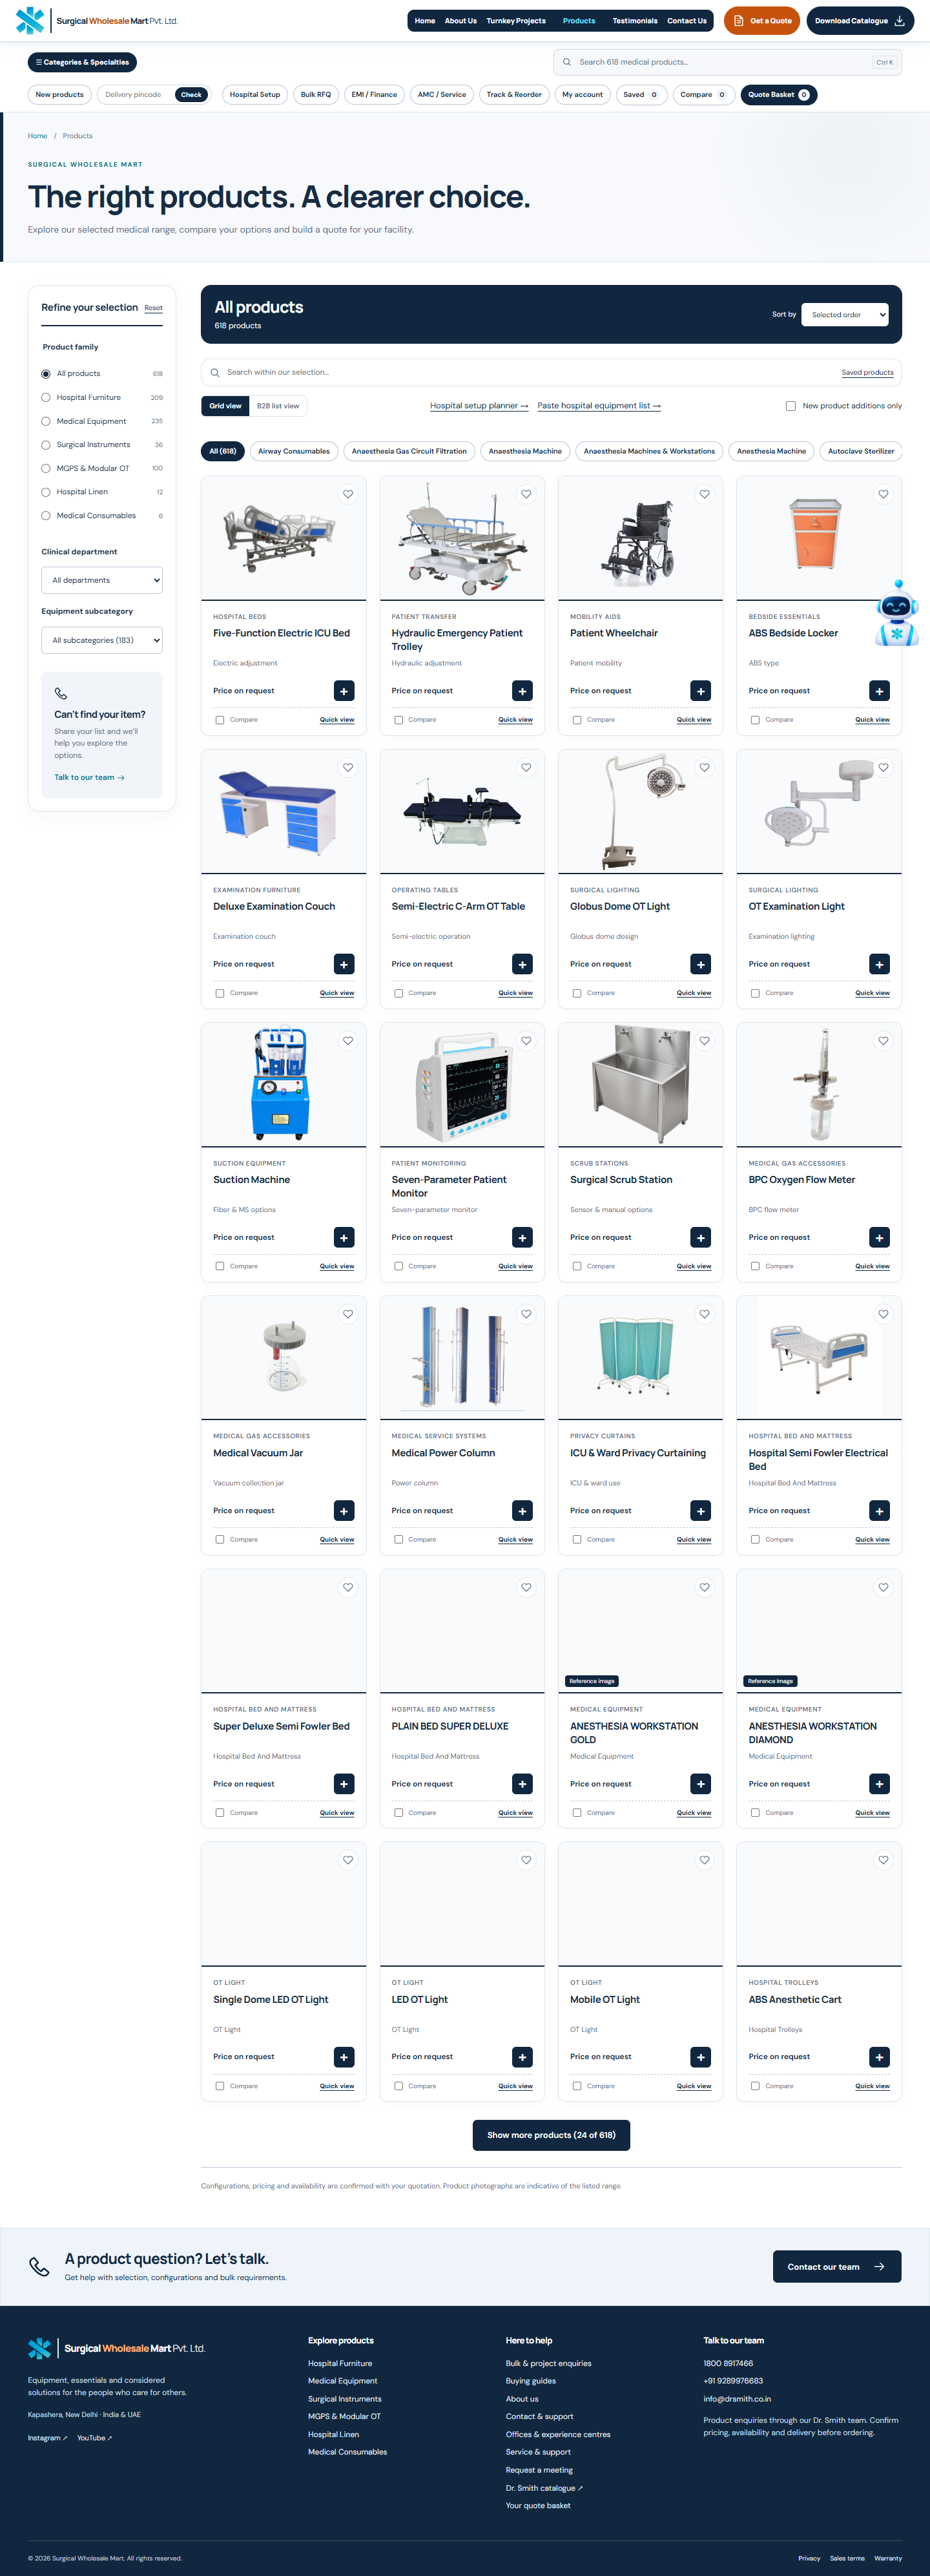 Surgical Wholesale Mart Pvt. Ltd.
Home About Us Turnkey Projects Products Testimonials Contact Us
Get a Quote
Download Catalogue
☰ Categories & Specialties
Search 618 medical products...
Ctrl K
New products
Delivery pincode
Check
Hospital Setup
Bulk RFQ
EMI / Finance
AMC / Service
Track & Reorder
My account
Saved 0
Compare 0
Quote Basket 0
Home / Products
SURGICAL WHOLESALE MART
The right products. A clearer choice.
Explore our selected medical range, compare your options and build a quote for your facility.
Refine your selection Reset
Product family
All products 618
Hospital Furniture 209
Medical Equipment 235
Surgical Instruments 36
MGPS & Modular OT 100
Hospital Linen 12
Medical Consumables 6
Clinical department
All departments
Equipment subcategory
All subcategories (183)
Can't find your item?
Share your list and we'll
help you explore the
options.
Talk to our team →
All products
618 products
Sort by Selected order
Search within our selection...
Saved products
Grid view B2B list view
Hospital setup planner → Paste hospital equipment list →
New product additions only
All (618) Airway Consumables Anaesthesia Gas Circuit Filtration Anaesthesia Machine Anaesthesia Machines & Workstations Anesthesia Machine Autoclave Sterilizer
HOSPITAL BEDS
Five-Function Electric ICU Bed
Electric adjustment
Price on request +
Compare Quick view
PATIENT TRANSFER
Hydraulic Emergency Patient
Trolley
Hydraulic adjustment
Price on request +
Compare Quick view
MOBILITY AIDS
Patient Wheelchair
Patient mobility
Price on request +
Compare Quick view
BEDSIDE ESSENTIALS
ABS Bedside Locker
ABS type
Price on request +
Compare Quick view
EXAMINATION FURNITURE
Deluxe Examination Couch
Examination couch
Price on request +
Compare Quick view
OPERATING TABLES
Semi-Electric C-Arm OT Table
Semi-electric operation
Price on request +
Compare Quick view
SURGICAL LIGHTING
Globus Dome OT Light
Globus dome design
Price on request +
Compare Quick view
SURGICAL LIGHTING
OT Examination Light
Examination lighting
Price on request +
Compare Quick view
SUCTION EQUIPMENT
Suction Machine
Fiber & MS options
Price on request +
Compare Quick view
PATIENT MONITORING
Seven-Parameter Patient
Monitor
Seven-parameter monitor
Price on request +
Compare Quick view
SCRUB STATIONS
Surgical Scrub Station
Sensor & manual options
Price on request +
Compare Quick view
MEDICAL GAS ACCESSORIES
BPC Oxygen Flow Meter
BPC flow meter
Price on request +
Compare Quick view
MEDICAL GAS ACCESSORIES
Medical Vacuum Jar
Vacuum collection jar
Price on request +
Compare Quick view
MEDICAL SERVICE SYSTEMS
Medical Power Column
Power column
Price on request +
Compare Quick view
PRIVACY CURTAINS
ICU & Ward Privacy Curtaining
ICU & ward use
Price on request +
Compare Quick view
HOSPITAL BED AND MATTRESS
Hospital Semi Fowler Electrical
Bed
Hospital Bed And Mattress
Price on request +
Compare Quick view
HOSPITAL BED AND MATTRESS
Super Deluxe Semi Fowler Bed
Hospital Bed And Mattress
Price on request +
Compare Quick view
HOSPITAL BED AND MATTRESS
PLAIN BED SUPER DELUXE
Hospital Bed And Mattress
Price on request +
Compare Quick view
Reference image
MEDICAL EQUIPMENT
ANESTHESIA WORKSTATION
GOLD
Medical Equipment
Price on request +
Compare Quick view
Reference image
MEDICAL EQUIPMENT
ANESTHESIA WORKSTATION
DIAMOND
Medical Equipment
Price on request +
Compare Quick view
OT LIGHT
Single Dome LED OT Light
OT Light
Price on request +
Compare Quick view
OT LIGHT
LED OT Light
OT Light
Price on request +
Compare Quick view
OT LIGHT
Mobile OT Light
OT Light
Price on request +
Compare Quick view
HOSPITAL TROLLEYS
ABS Anesthetic Cart
Hospital Trolleys
Price on request +
Compare Quick view
Show more products (24 of 618)
Configurations, pricing and availability are confirmed with your quotation. Product photographs are indicative of the listed range.
A product question? Let's talk.
Get help with selection, configurations and bulk requirements.
Contact our team →
Surgical Wholesale Mart Pvt. Ltd.
Equipment, essentials and considered
solutions for the people who care for others.
Kapashera, New Delhi · India & UAE
Instagram ↗ YouTube ↗
Explore products
Hospital Furniture
Medical Equipment
Surgical Instruments
MGPS & Modular OT
Hospital Linen
Medical Consumables
Here to help
Bulk & project enquiries
Buying guides
About us
Contact & support
Offices & experience centres
Service & support
Request a meeting
Dr. Smith catalogue ↗
Your quote basket
Talk to our team
1800 8917466
+91 9289976683
info@drsmith.co.in
Product enquiries through our Dr. Smith team. Confirm
pricing, availability and delivery before ordering.
© 2026 Surgical Wholesale Mart. All rights reserved.
Privacy Sales terms Warranty